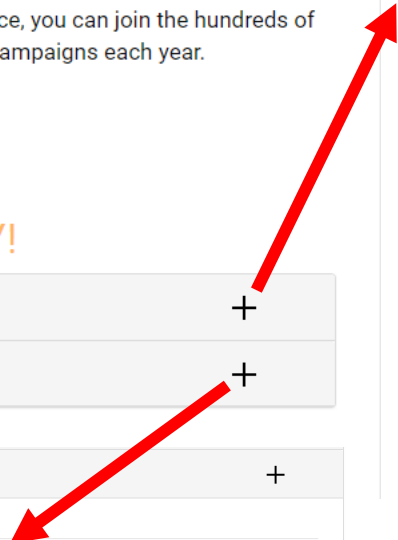 ce, you can join the hundreds of
ampaigns each year.
!
+
+
+